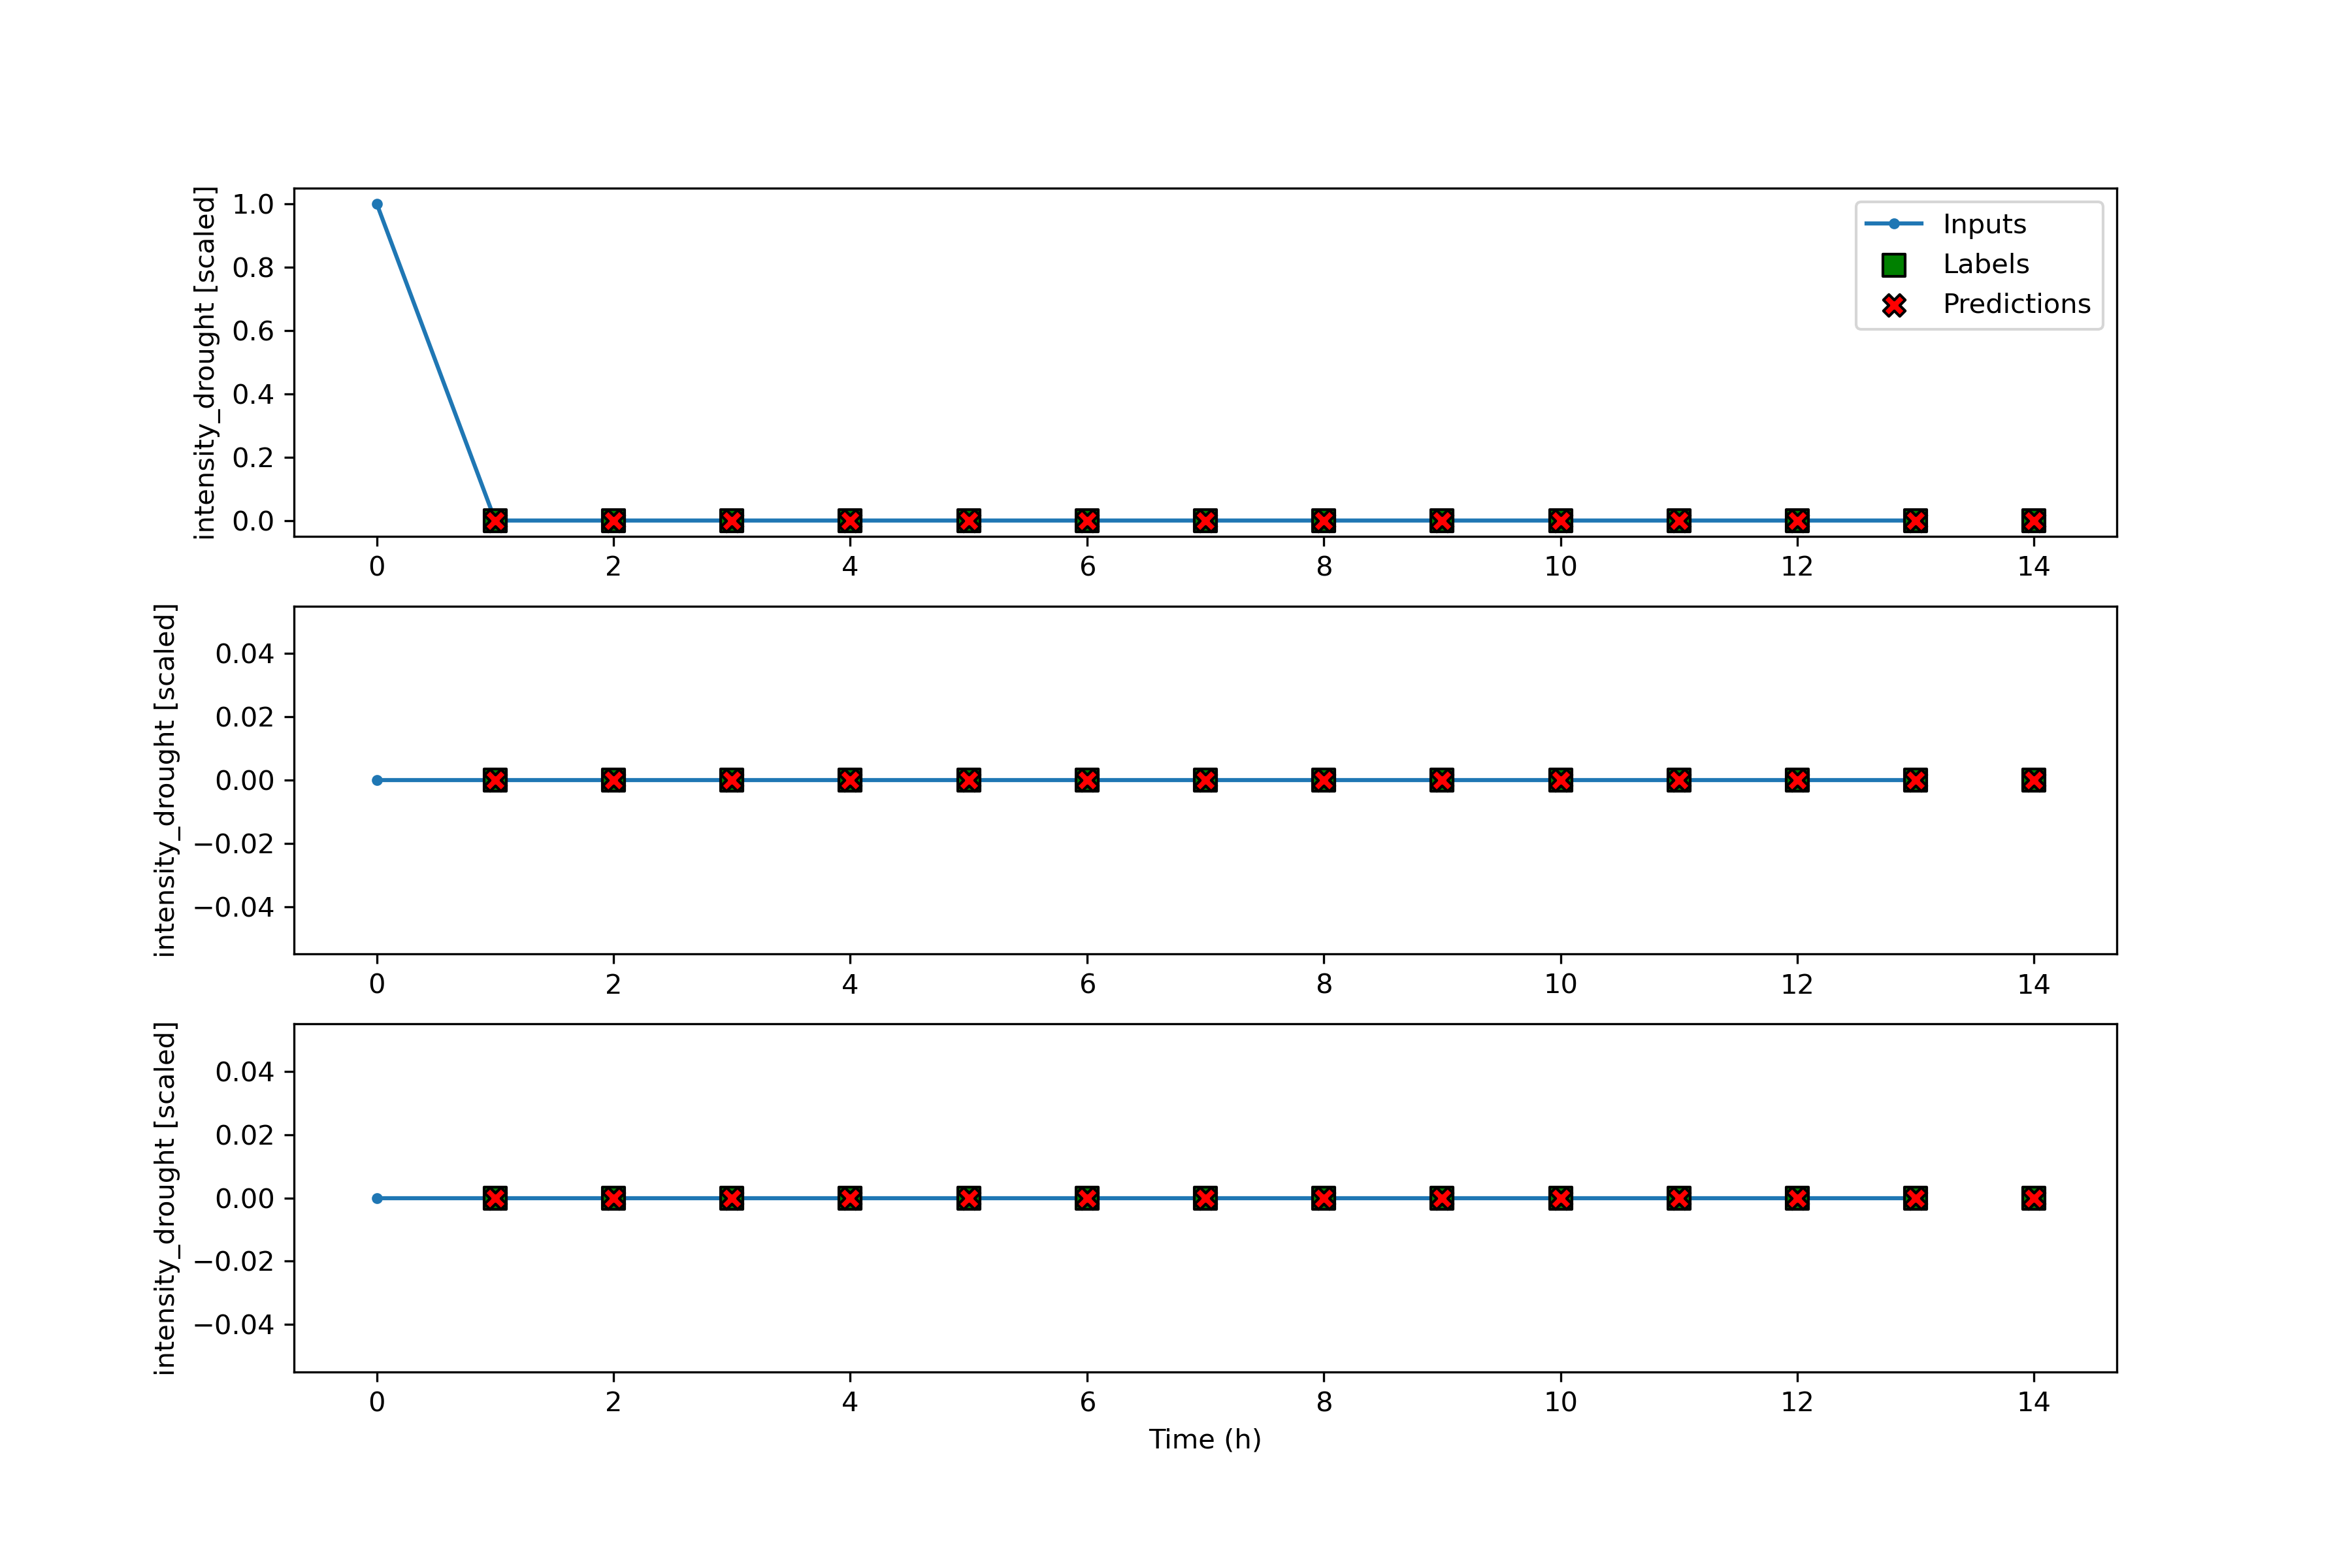 intensity_drought [scaled]
1.0
0.8
0.6
0.4
0.2
0.0
Inputs
Labels
Predictions
0 2 4 6 8 10 12 14
intensity_drought [scaled]
0.04
0.02
0.00
−0.02
−0.04
0 2 4 6 8 10 12 14
intensity_drought [scaled]
0.04
0.02
0.00
−0.02
−0.04
0 2 4 6 8 10 12 14
Time (h)